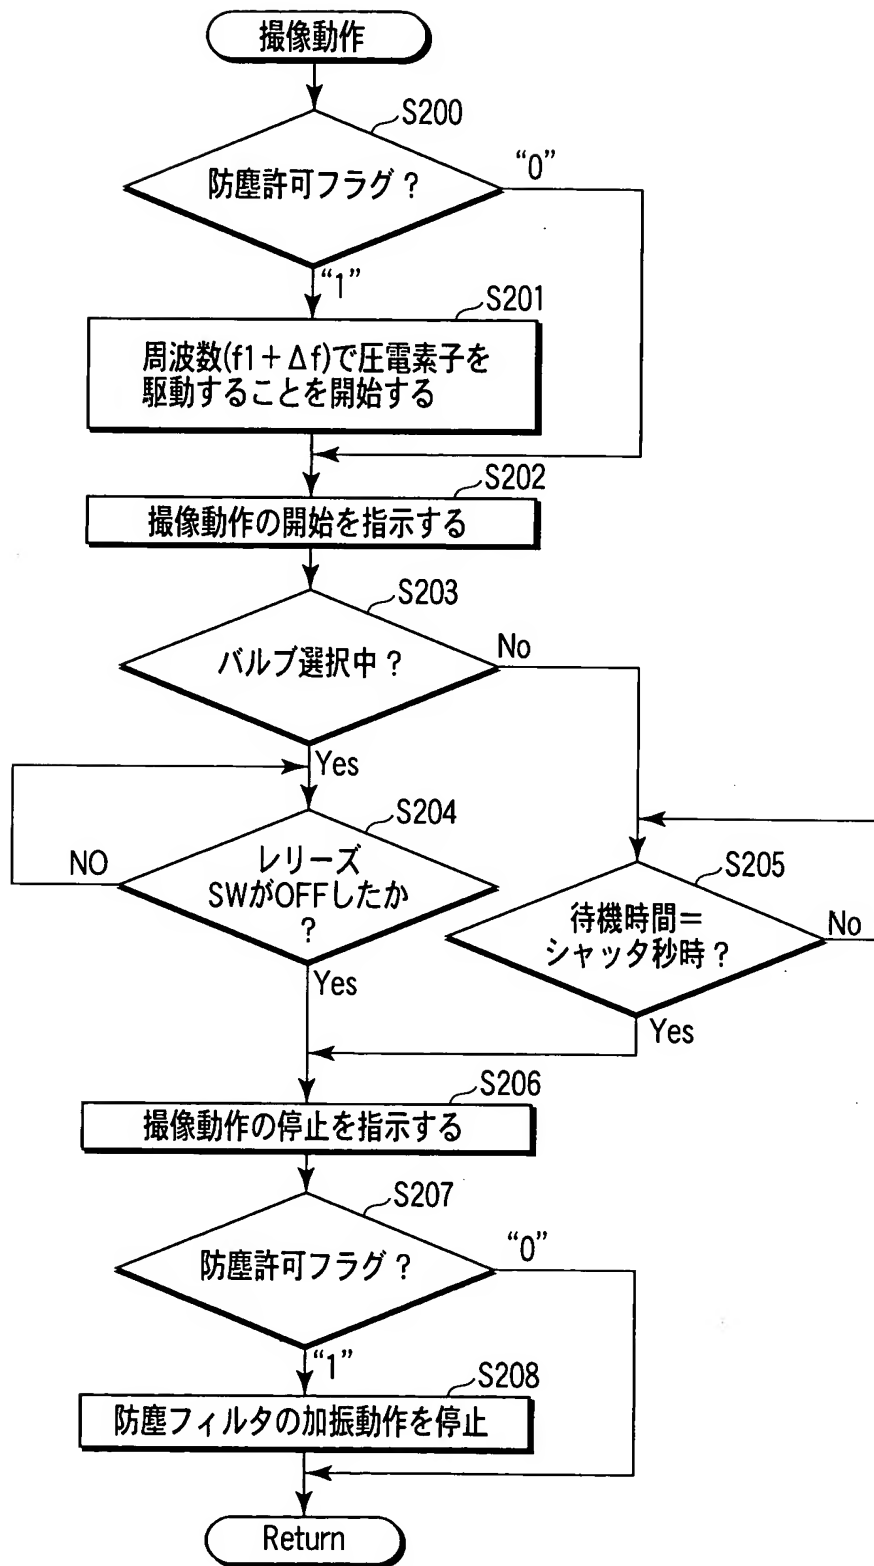 撮像動作
S200
防塵許可フラグ？
“0”
“1”
S201
周波数(f1＋Δf)で圧電素子を
駆動することを開始する
S202
撮像動作の開始を指示する
S203
バルブ選択中？
No
Yes
S204
レリーズ
SWがOFFしたか
？
NO
Yes
S205
待機時間＝
シャッタ秒時？
No
Yes
S206
撮像動作の停止を指示する
S207
防塵許可フラグ？
“0”
“1”
S208
防塵フィルタの加振動作を停止
Return